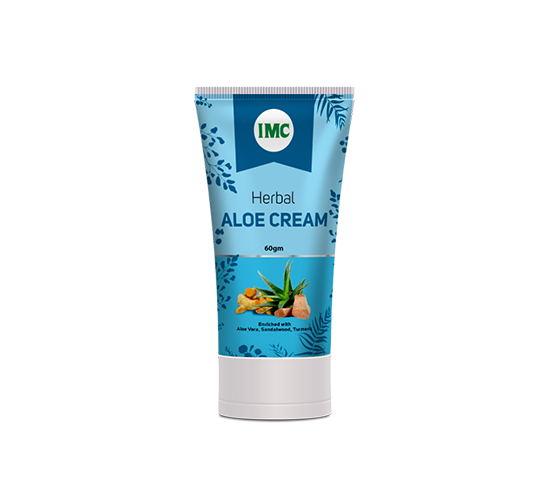 IMC
Herbal
ALOE CREAM
60gm
Enriched with
Aloe Vera, Sandalwood, Turmeric